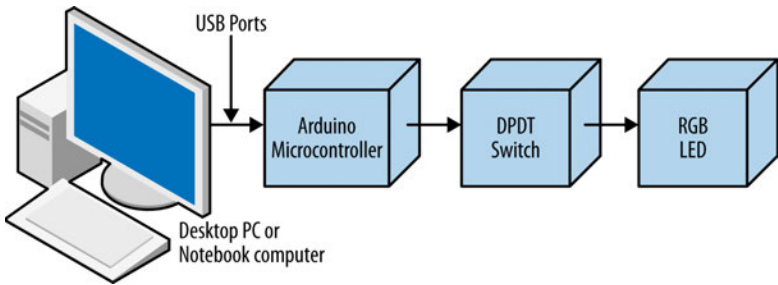 USB Ports
Arduino
Microcontroller
DPDT
Switch
RGB
LED
Desktop PC or
Notebook computer